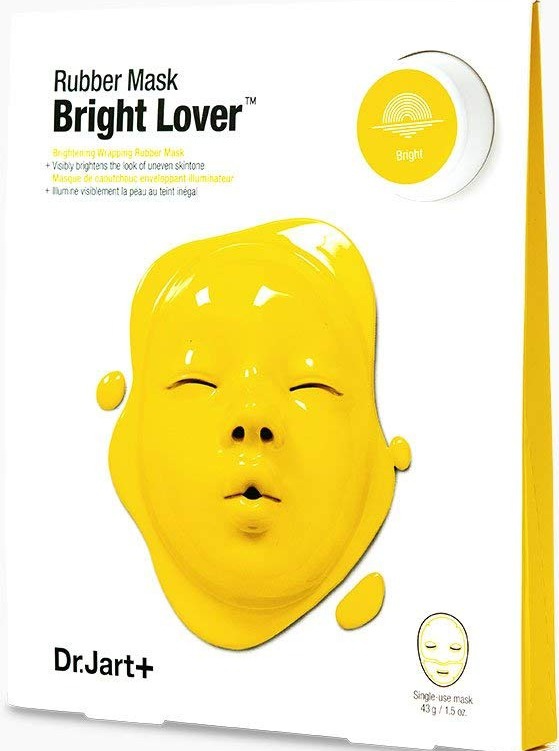 Rubber Mask
Bright Lover™
Brightening Wrapping Rubber Mask
+ Visibly brightens the look of uneven skintone
Masque de caoutchouc enveloppant illuminateur
+ Illumine visiblement la peau au teint inégal
Bright
Dr.Jart+
Single-use mask
43 g / 1.5 oz.